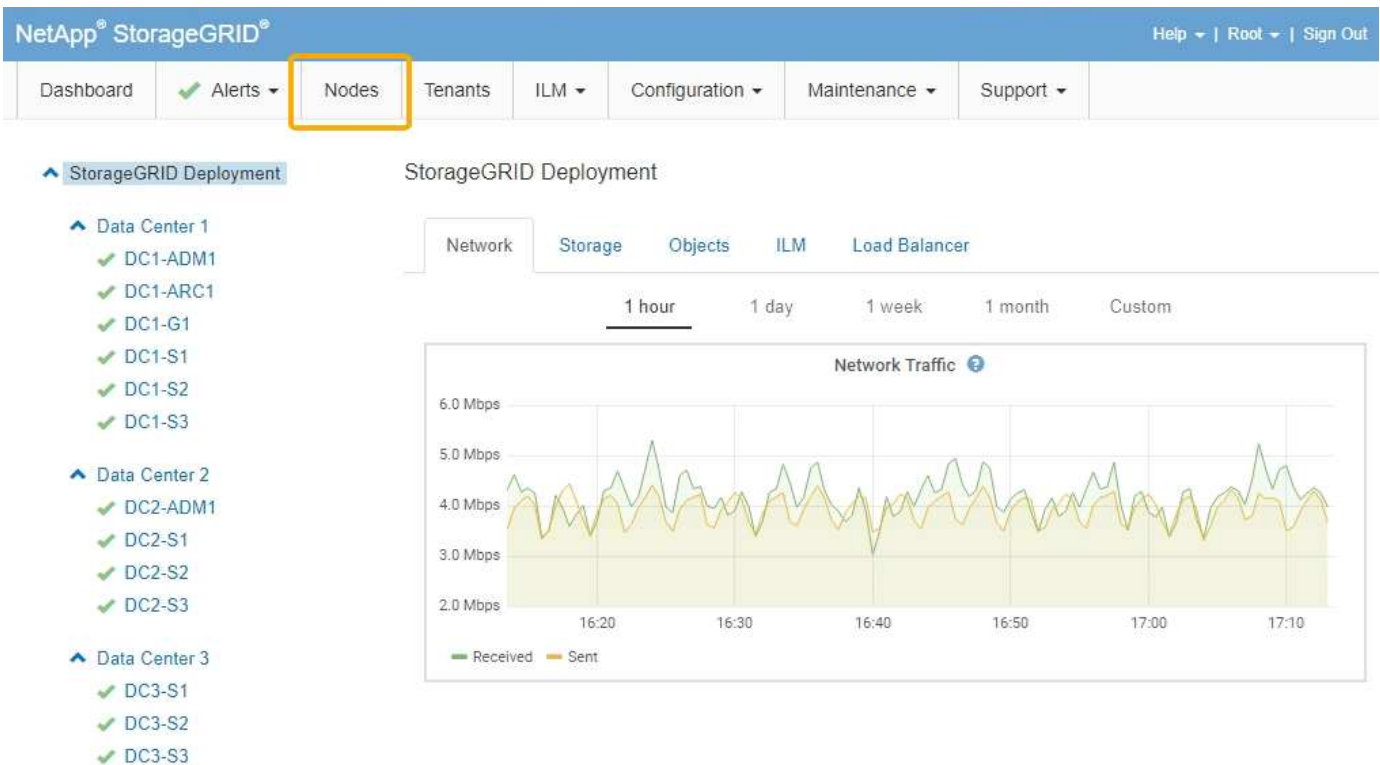 NetApp® StorageGRID®
Help | Root | Sign Out
Dashboard Alerts Nodes Tenants ILM Configuration Maintenance Support
StorageGRID Deployment
Data Center 1
DC1-ADM1
DC1-ARC1
DC1-G1
DC1-S1
DC1-S2
DC1-S3
Data Center 2
DC2-ADM1
DC2-S1
DC2-S2
DC2-S3
Data Center 3
DC3-S1
DC3-S2
DC3-S3
StorageGRID Deployment
Network Storage Objects ILM Load Balancer
1 hour 1 day 1 week 1 month Custom
Network Traffic ?
6.0 Mbps
5.0 Mbps
4.0 Mbps
3.0 Mbps
2.0 Mbps
16:20 16:30 16:40 16:50 17:00 17:10
Received Sent